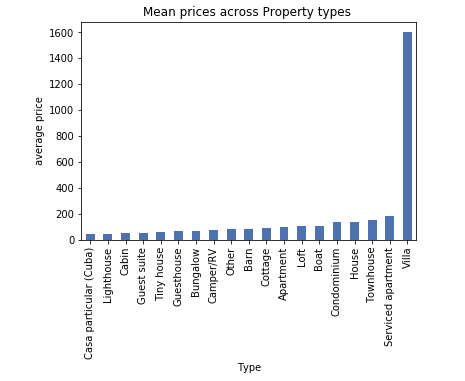 Mean prices across Property types
1600
1400
1200
1000
800
600
400
200
0
average price
Casa particular (Cuba)
Lighthouse
Cabin
Guest suite
Tiny house
Guesthouse
Bungalow
Camper/RV
Other
Barn
Cottage
Apartment
Loft
Boat
Condominium
House
Townhouse
Serviced apartment
Villa
Type